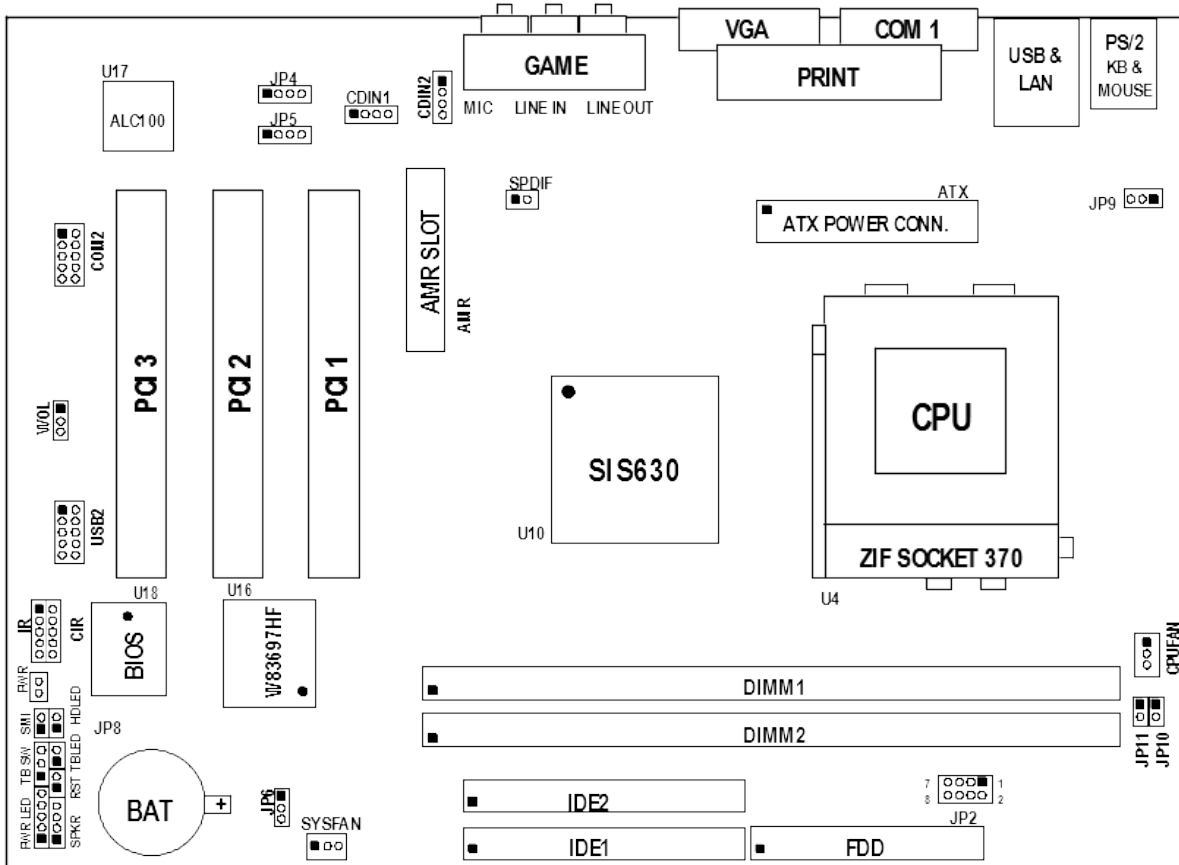 VGA
COM 1
GAME
PRINT
USB &
LAN
PS/2
KB &
MOUSE
MIC
LINE IN
LINE OUT
U17
ALC100
JP4
JP5
CDIN1
CDIN2
SPDIF
ATX
ATX POWER CONN.
JP9
COM2
PCI 3
PCI 2
PCI 1
AMR SLOT
AMR
WOL
USB2
SIS630
U10
CPU
ZIF SOCKET 370
U4
U18
BIOS
U16
W83697HF
IR
CIR
CPUFAN
PWR
DIMM1
DIMM2
SMI
HDLED
JP8
JP11
JP10
TB SW
TBLED
RST
PWR LED
SPKR
BAT
+
JP6
SYSFAN
IDE2
IDE1
7
1
8
2
JP2
FDD